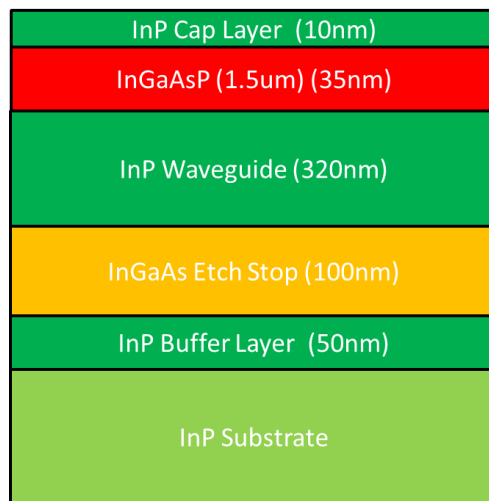 InP Cap Layer (10nm)
InGaAsP (1.5um) (35nm)
InP Waveguide (320nm)
InGaAs Etch Stop (100nm)
InP Buffer Layer (50nm)
InP Substrate